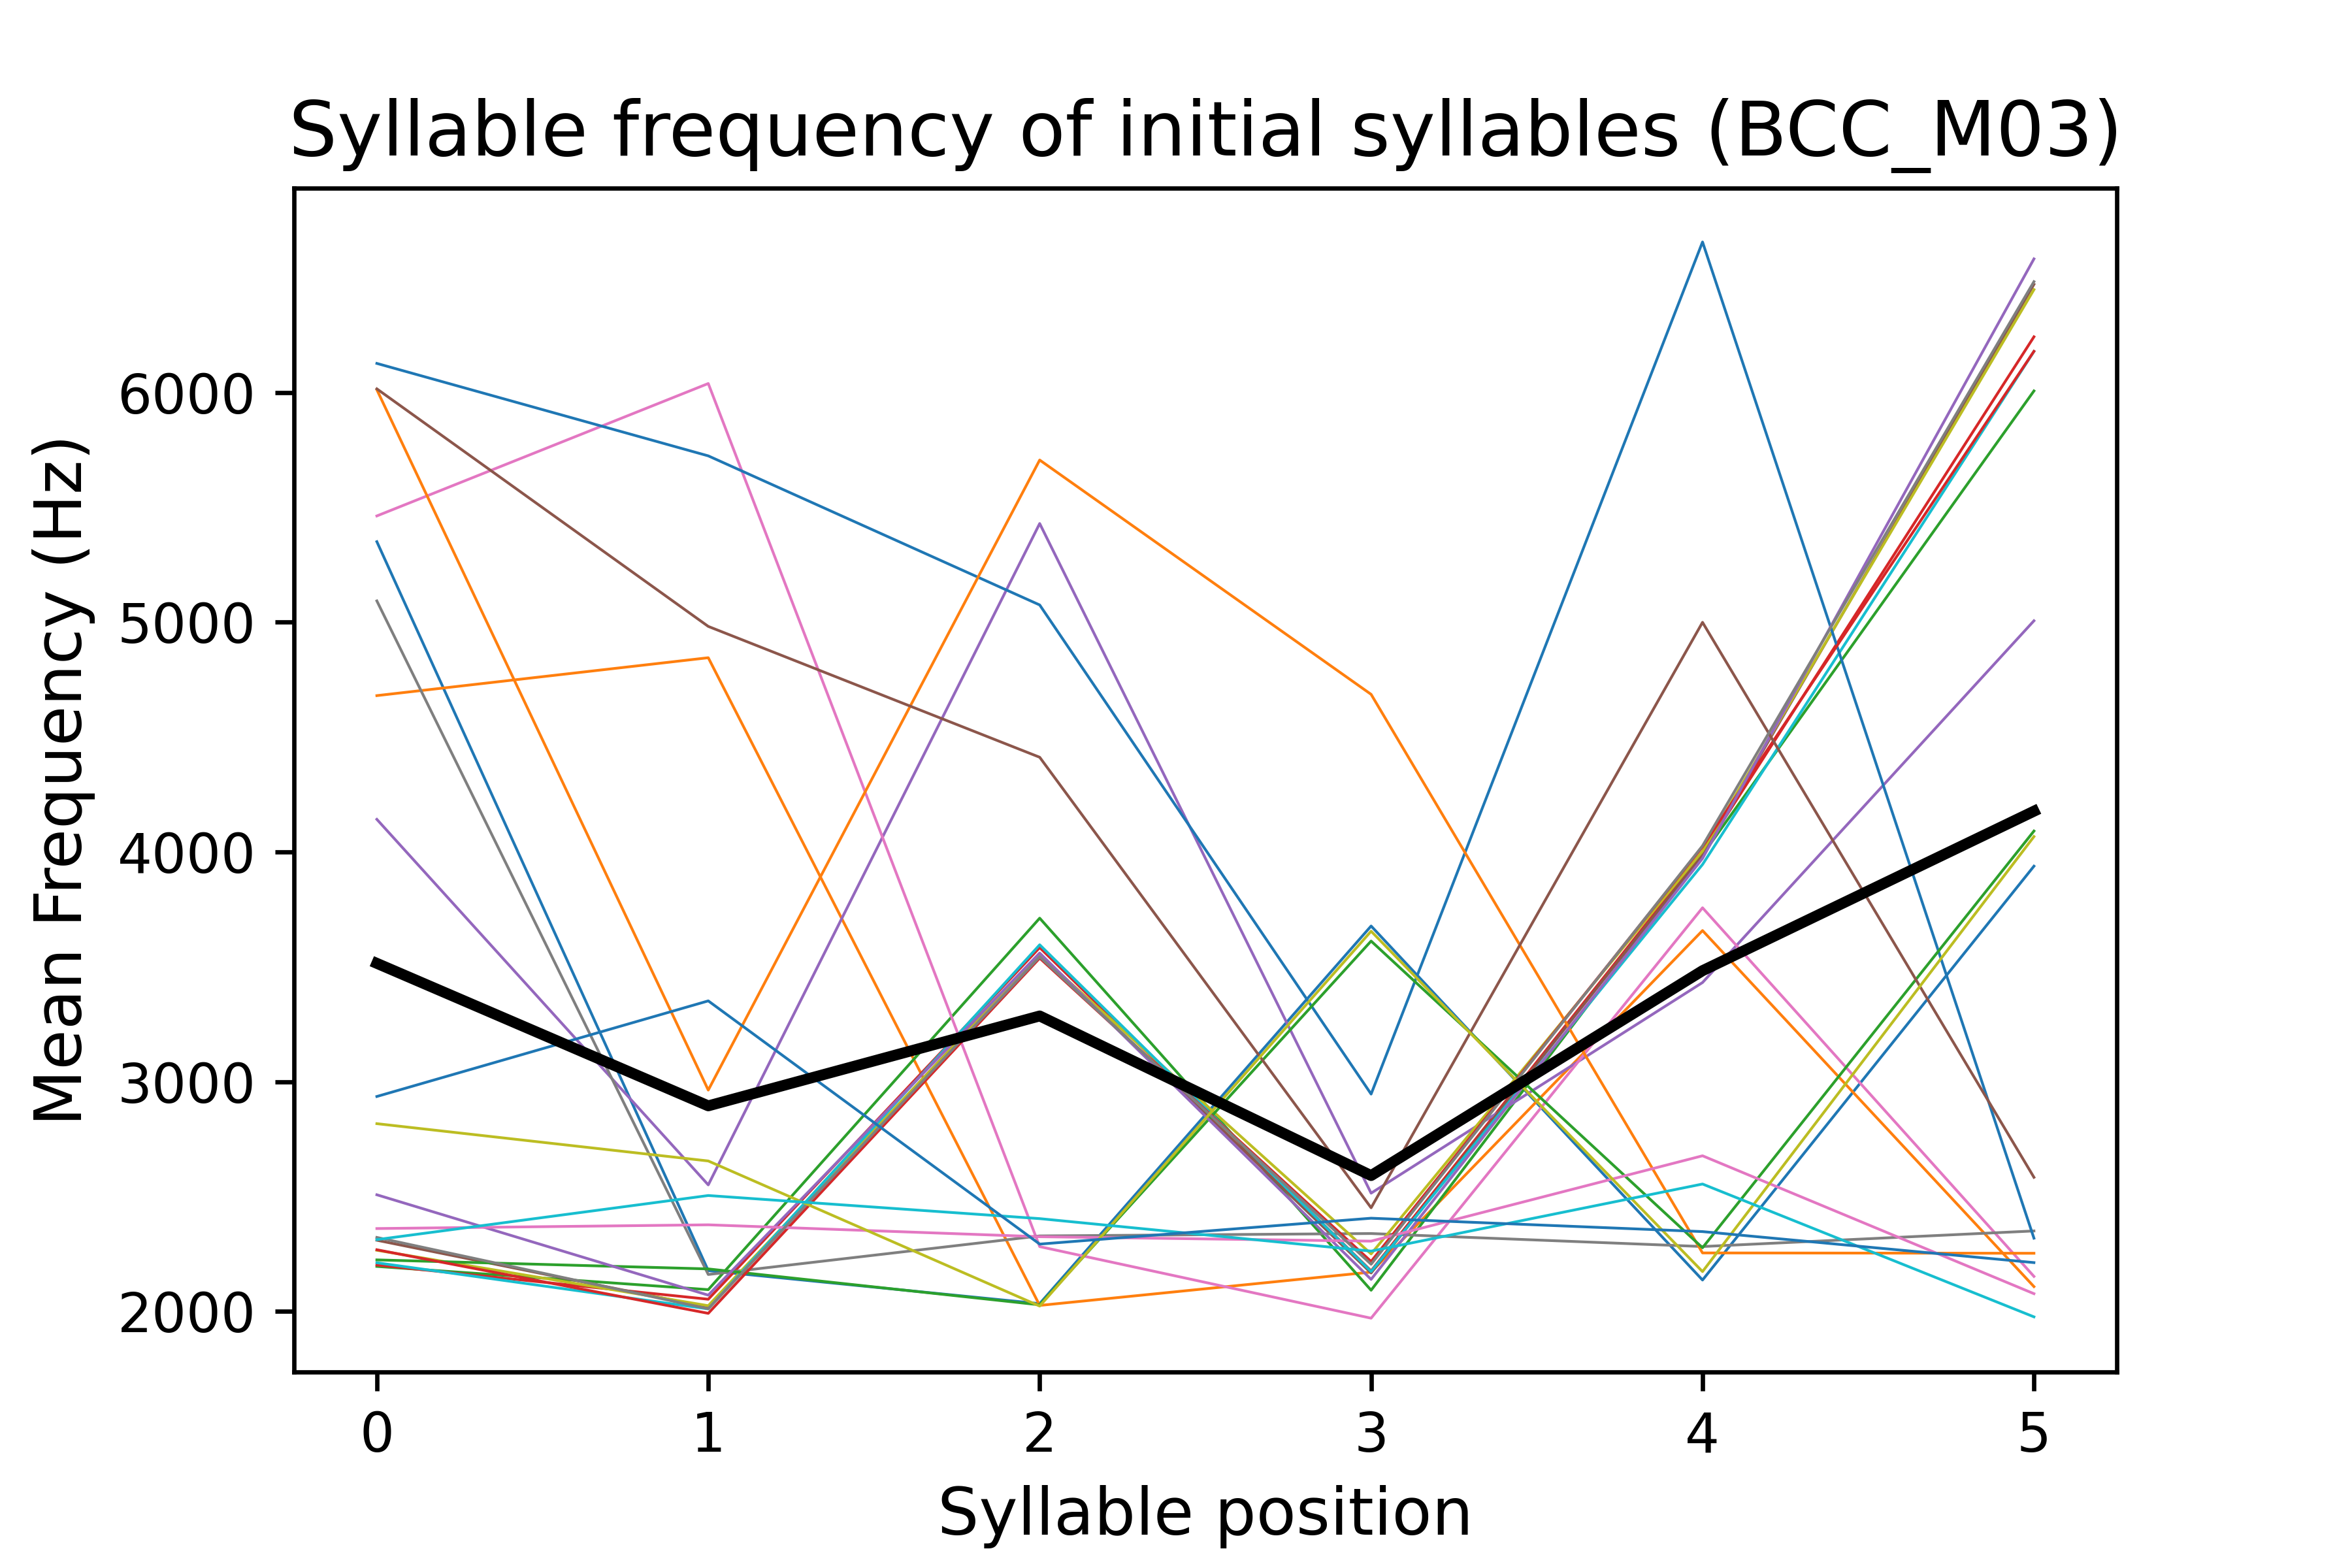 Syllable frequency of initial syllables (BCC_M03)
Mean Frequency (Hz)
6000
5000
4000
3000
2000
0 1 2 3 4 5
Syllable position